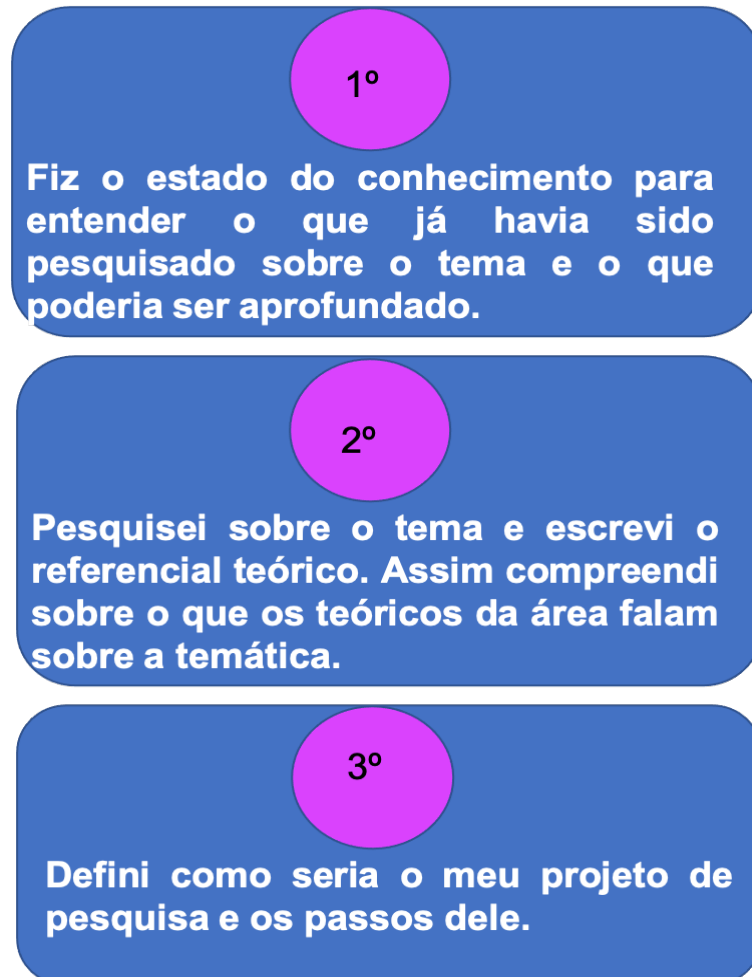 1º
Fiz o estado do conhecimento para
entender o que já havia sido
pesquisado sobre o tema e o que
poderia ser aprofundado.
2º
Pesquisei sobre o tema e escrevi o
referencial teórico. Assim compreendi
sobre o que os teóricos da área falam
sobre a temática.
3º
Defini como seria o meu projeto de
pesquisa e os passos dele.